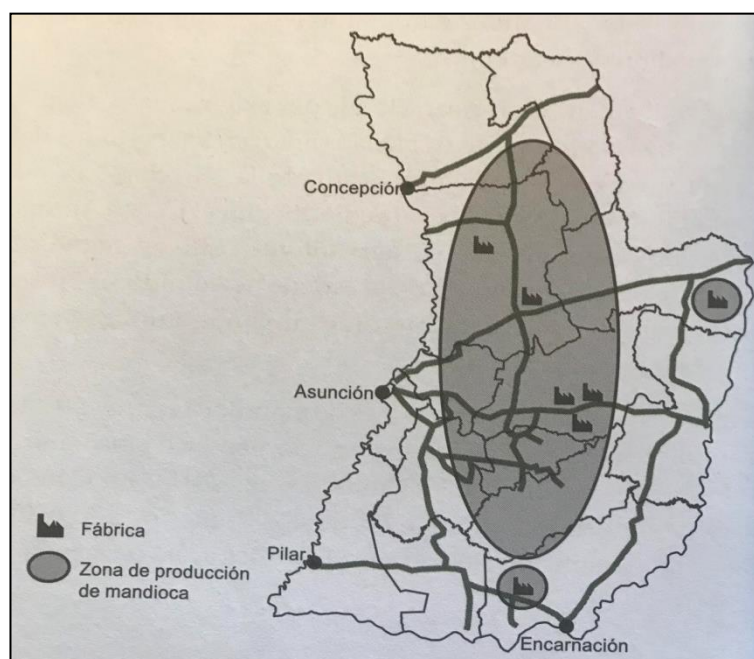 Concepción
Asunción
Fábrica
Pilar
Zona de producción
de mandioca
Encarnación